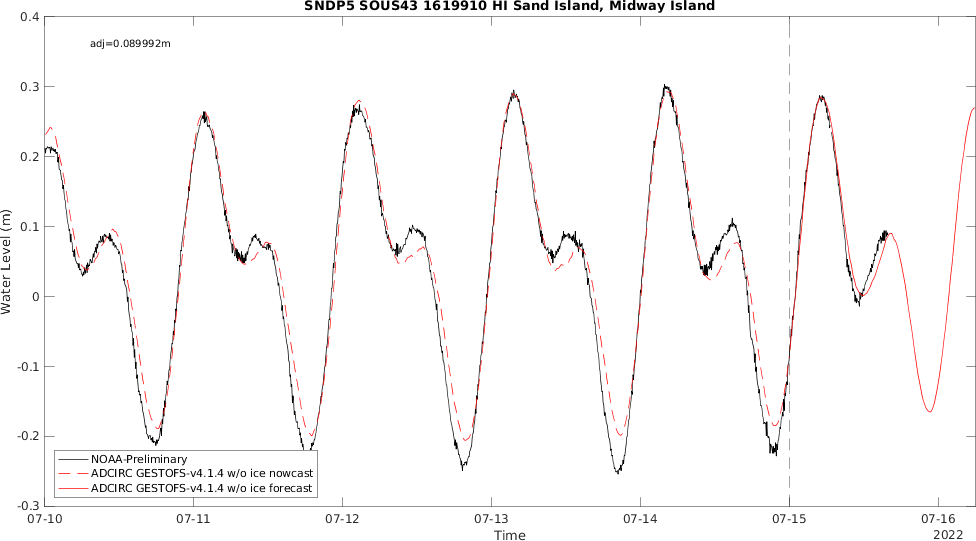 SNDP5 SOUS43 1619910 HI Sand Island, Midway Island
adj=0.089992m
0.4
0.3
0.2
0.1
0
-0.1
-0.2
-0.3
Water Level (m)
NOAA-Preliminary
ADCIRC GESTOFS-v4.1.4 w/o ice nowcast
ADCIRC GESTOFS-v4.1.4 w/o ice forecast
07-10 07-11 07-12 07-13 07-14 07-15 07-16
Time
2022